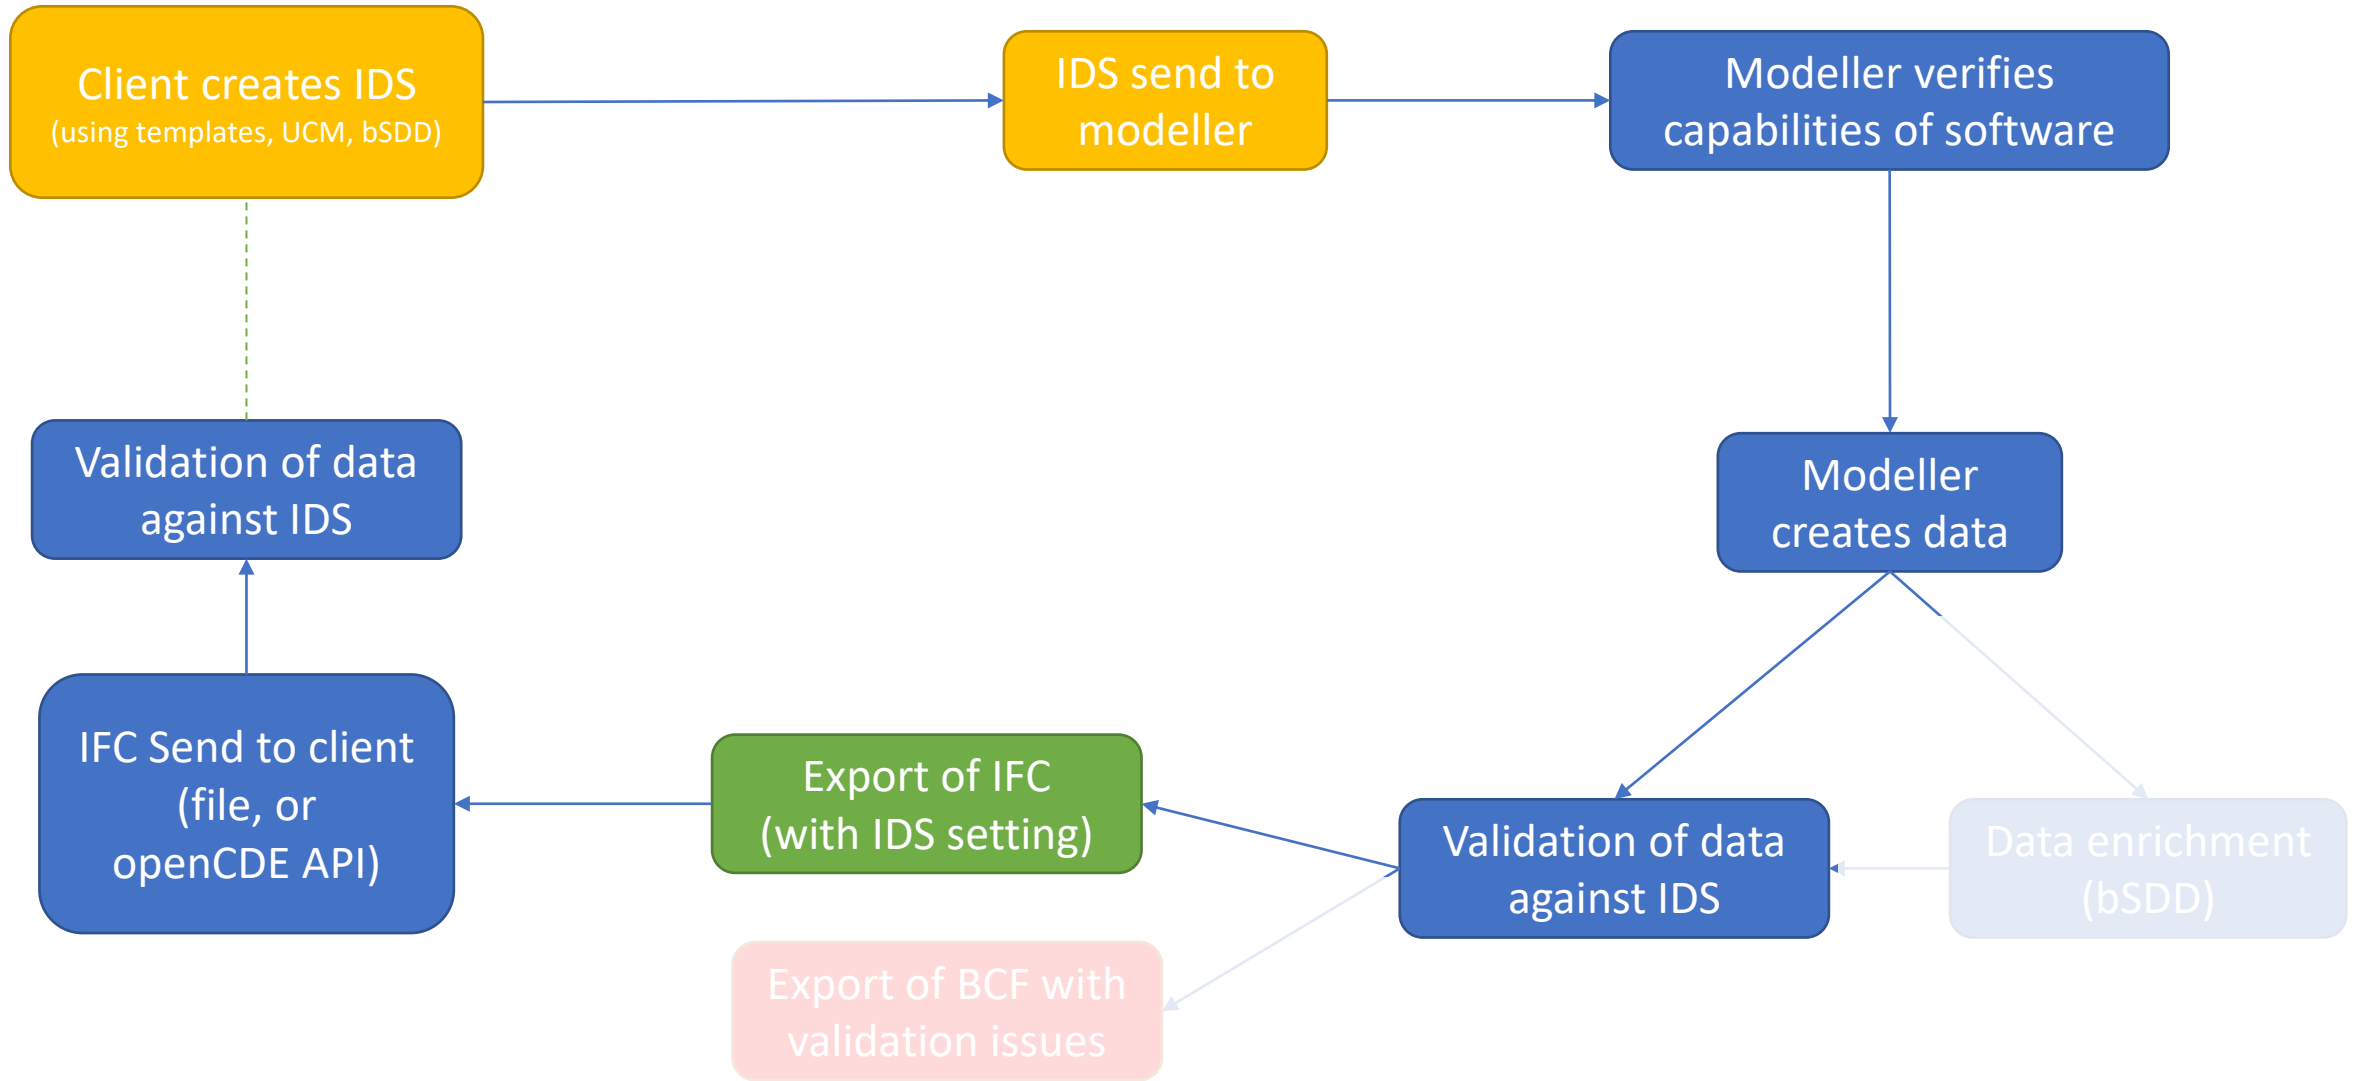 Client creates IDS
(using templates, UCM, bSDD)
IDS send to
modeller
Modeller verifies
capabilities of software
Validation of data
against IDS
Modeller
creates data
IFC Send to client
(file, or
openCDE API)
Export of IFC
(with IDS setting)
Validation of data
against IDS
Data enrichment
(bSDD)
Export of BCF with
validation issues